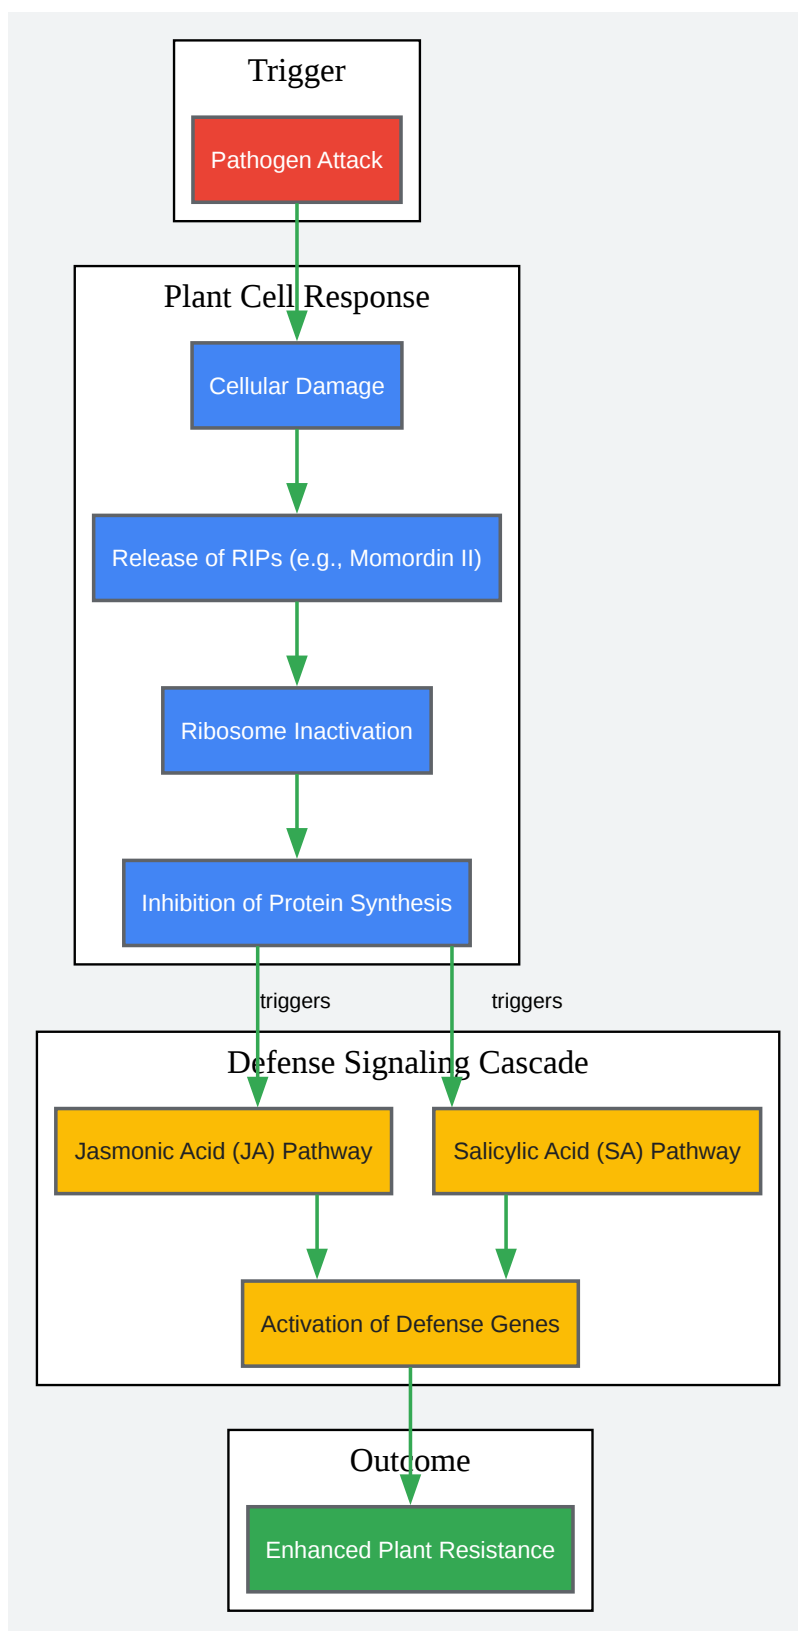 Trigger
Pathogen Attack
Plant Cell Response
Cellular Damage
Release of RIPs (e.g., Momordin II)
Ribosome Inactivation
Inhibition of Protein Synthesis
triggers
triggers
Defense Signaling Cascade
Jasmonic Acid (JA) Pathway
Salicylic Acid (SA) Pathway
Activation of Defense Genes
Outcome
Enhanced Plant Resistance